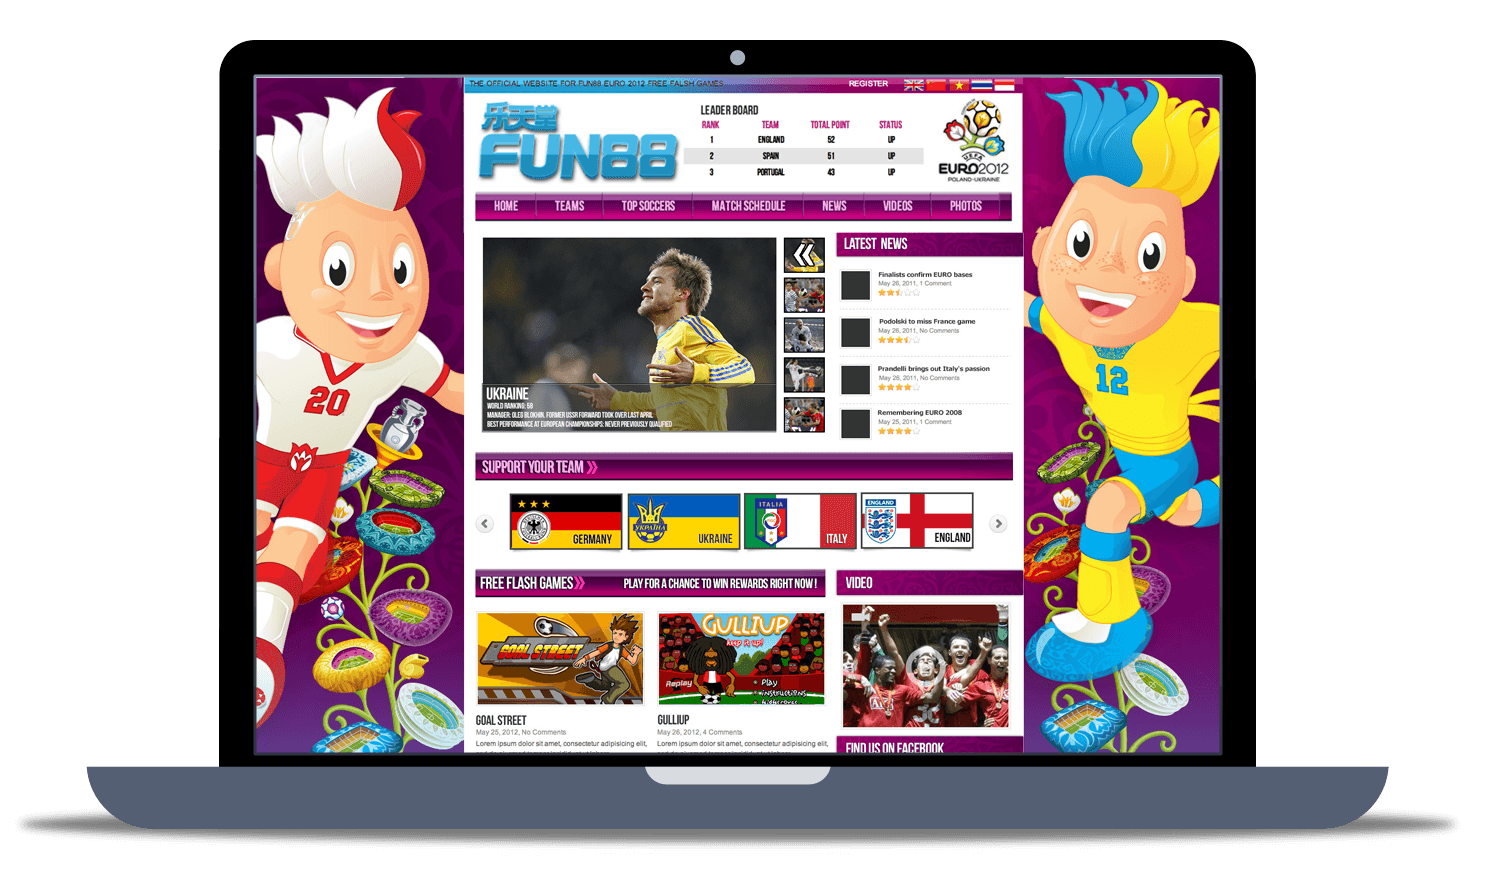 THE OFFICIAL WEBSITE FOR FUN88 EURO 2012 FREE FALSH GAMES
REGISTER
乐天堂
FUN88
LEADER BOARD
RANK TEAM TOTAL POINT STATUS
1 ENGLAND 52 UP
2 SPAIN 51 UP
3 PORTUGAL 43 UP
UEFA
EURO2012
POLAND-UKRAINE
HOME TEAMS TOP SOCCERS MATCH SCHEDULE NEWS VIDEOS PHOTOS
20
12
UKRAINE
WORLD RANKING: 58
MANAGER: OLEG BLOKHIN. FORMER USSR FORWARD TOOK OVER LAST APRIL
BEST PERFORMANCE AT EUROPEAN CHAMPIONSHIPS: NEVER PREVIOUSLY QUALIFIED
LATEST NEWS
Finalists confirm EURO bases
May 26, 2011, 1 Comment
Podolski to miss France game
May 26, 2011, No Comments
Prandelli brings out Italy's passion
May 26, 2011, No Comments
Remembering EURO 2008
May 25, 2011, 1 Comment
SUPPORT YOUR TEAM
GERMANY
УКРАЇНА
UKRAINE
ITALIA
ITALY
ENGLAND
ENGLAND
FREE FLASH GAMES
PLAY FOR A CHANCE TO WIN REWARDS RIGHT NOW !
GOAL STREET
GULLIUP
keep it up!
Replay
Play
instructions
GOAL STREET
May 25, 2012, No Comments
Lorem ipsum dolor sit amet, consectetur adipisicing elit,
GULLIUP
May 26, 2012, 4 Comments
Lorem ipsum dolor sit amet, consectetur adipisicing elit,
VIDEO
AIG
FIND US ON FACEBOOK